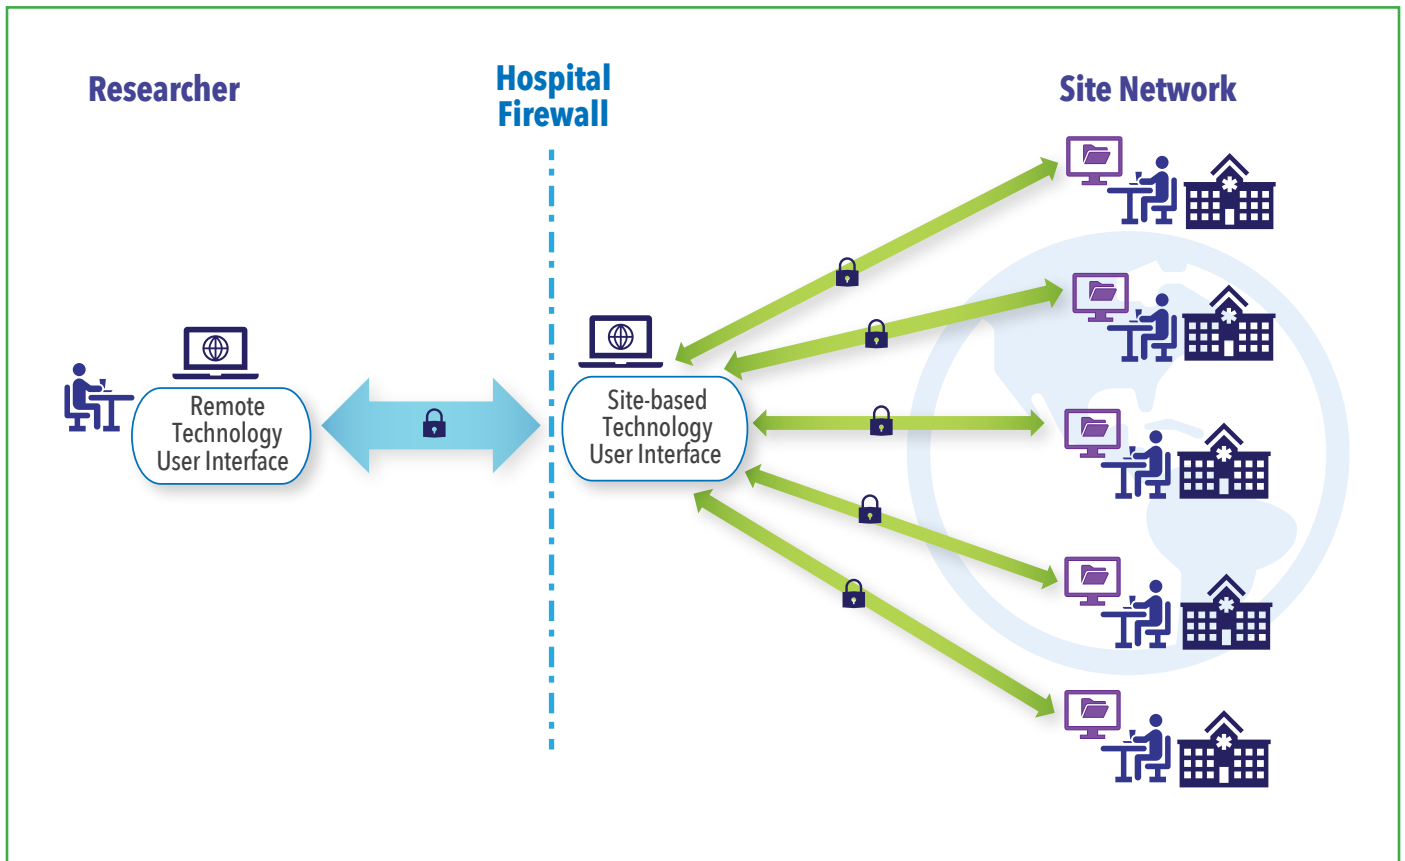 Researcher
Hospital
Firewall
Site Network
Remote
Technology
User Interface
Site-based
Technology
User Interface